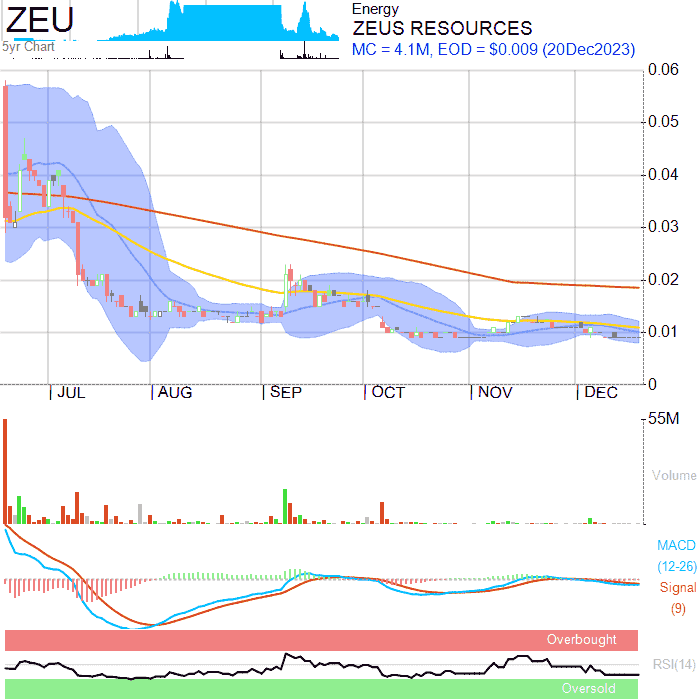 ZEU
5yr Chart
Energy
ZEUS RESOURCES
MC = 4.1M, EOD = $0.009 (20Dec2023)
0.06
0.05
0.04
0.03
0.02
0.01
0
JUL AUG SEP OCT NOV DEC
55M
Volume
MACD
(12-26)
Signal
(9)
Overbought
RSI(14)
Oversold